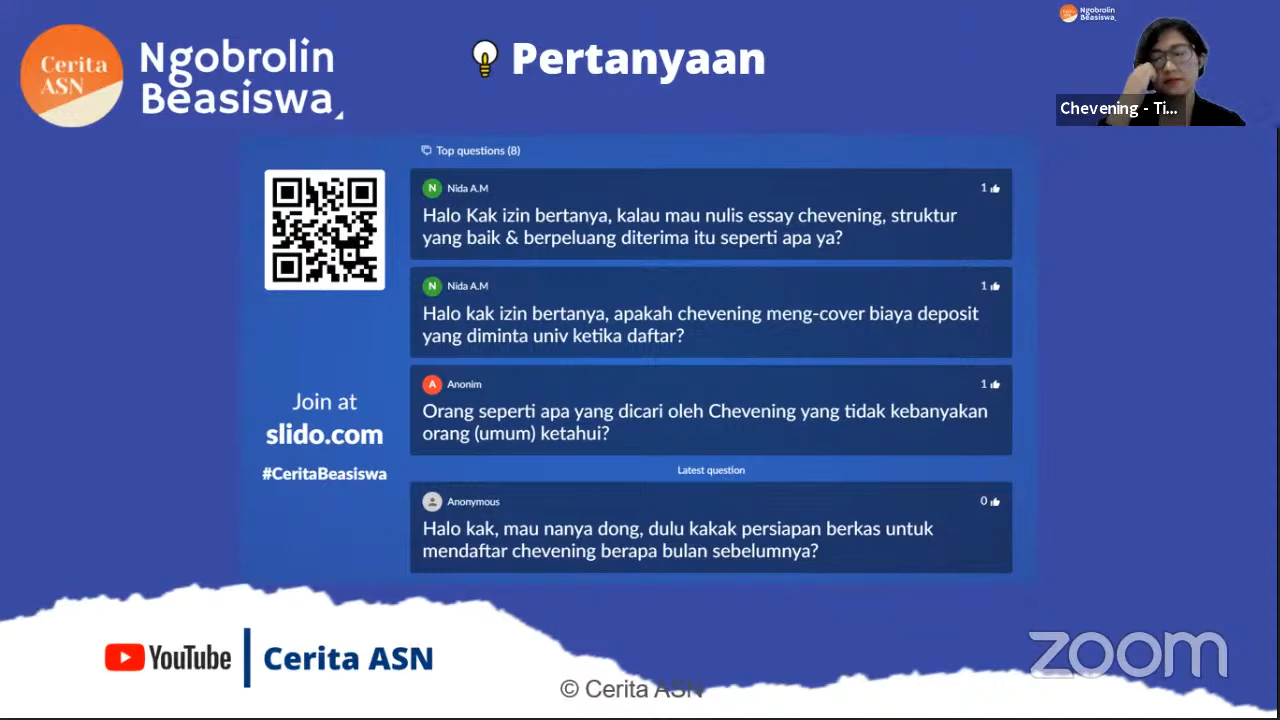 Cerita
ASN
Ngobrolin
Beasiswa
Pertanyaan
Ngobrolin
Beasiswa
Chevening - Ti...
Top questions (8)
N Nida A.M 1
Halo Kak izin bertanya, kalau mau nulis essay chevening, struktur
yang baik & berpeluang diterima itu seperti apa ya?
N Nida A.M 1
Halo kak izin bertanya, apakah chevening meng-cover biaya deposit
yang diminta univ ketika daftar?
A Anonim 1
Orang seperti apa yang dicari oleh Chevening yang tidak kebanyakan
orang (umum) ketahui?
Latest question
Anonymous 0
Halo kak, mau nanya dong, dulu kakak persiapan berkas untuk
mendaftar chevening berapa bulan sebelumnya?
Join at
slido.com
#CeritaBeasiswa
YouTube Cerita ASN
© Cerita ASN
zoom